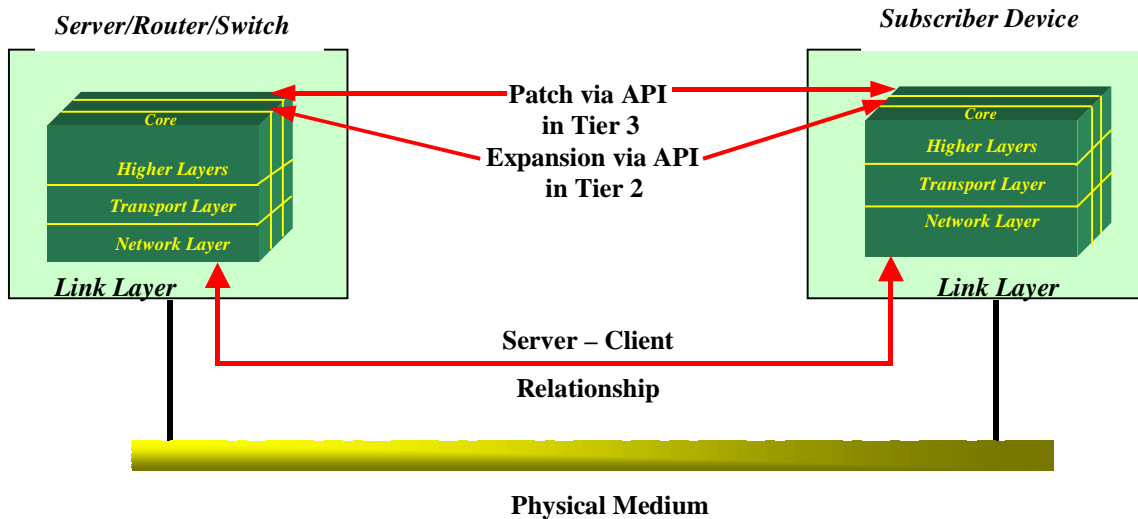 Server/Router/Switch
Subscriber Device
Patch via API
in Tier 3
Expansion via API
in Tier 2
Core
Higher Layers
Transport Layer
Network Layer
Link Layer
Core
Higher Layers
Transport Layer
Network Layer
Link Layer
Server – Client
Relationship
Physical Medium